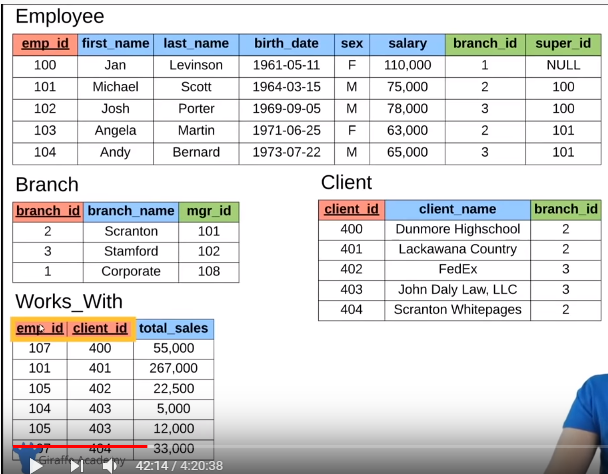 Employee
emp_id first_name last_name birth_date sex salary branch_id super_id
100 Jan Levinson 1961-05-11 F 110,000 1 NULL
101 Michael Scott 1964-03-15 M 75,000 2 100
102 Josh Porter 1969-09-05 M 78,000 3 100
103 Angela Martin 1971-06-25 F 63,000 2 101
104 Andy Bernard 1973-07-22 M 65,000 3 101
Branch
branch_id branch_name mgr_id
2 Scranton 101
3 Stamford 102
1 Corporate 108
Client
client_id client_name branch_id
400 Dunmore Highschool 2
401 Lackawana Country 2
402 FedEx 3
403 John Daly Law, LLC 3
404 Scranton Whitepages 2
Works_With
emp_id client_id total_sales
107 400 55,000
101 401 267,000
105 402 22,500
104 403 5,000
105 403 12,000
404 33,000
Giraffe Academy
42:14 / 4:20:38